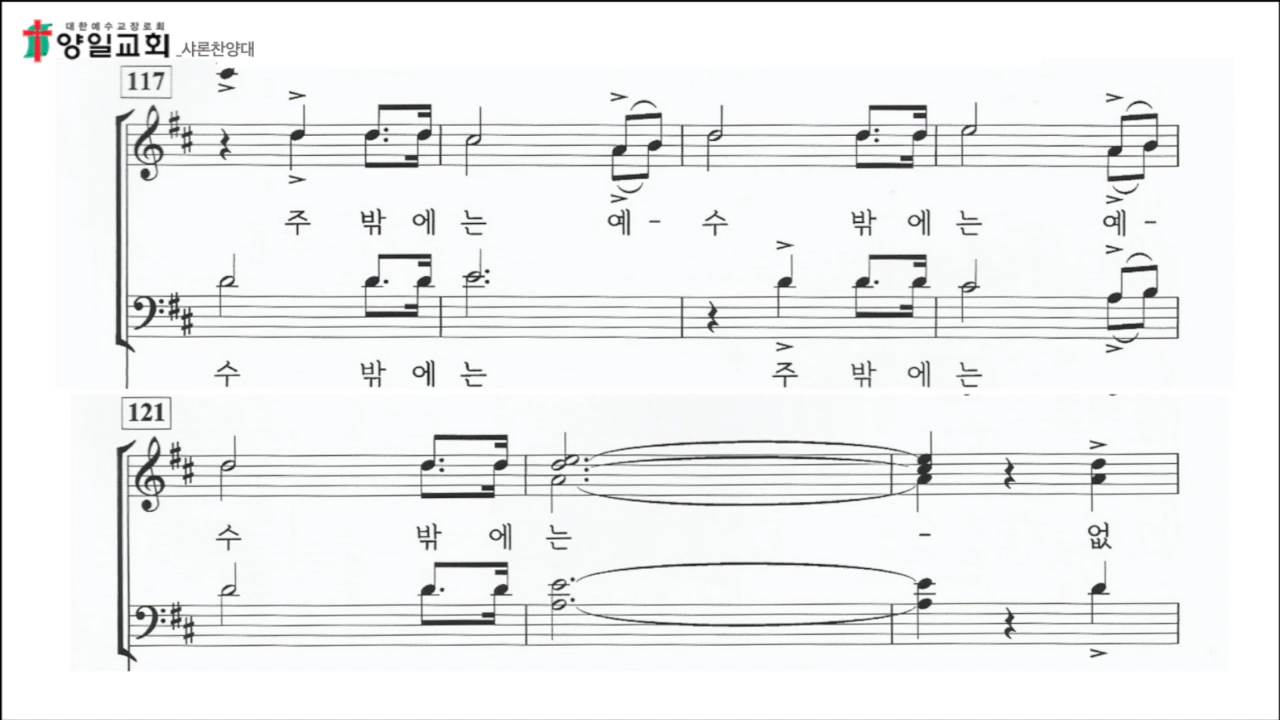 대한예수교장로회
양일교회_샤론찬양대
117
주 밖 에 는 예 - 수 밖 에 는 예 -
수 밖 에 는 주 밖 에 는
121
수 밖 에 는 - 없